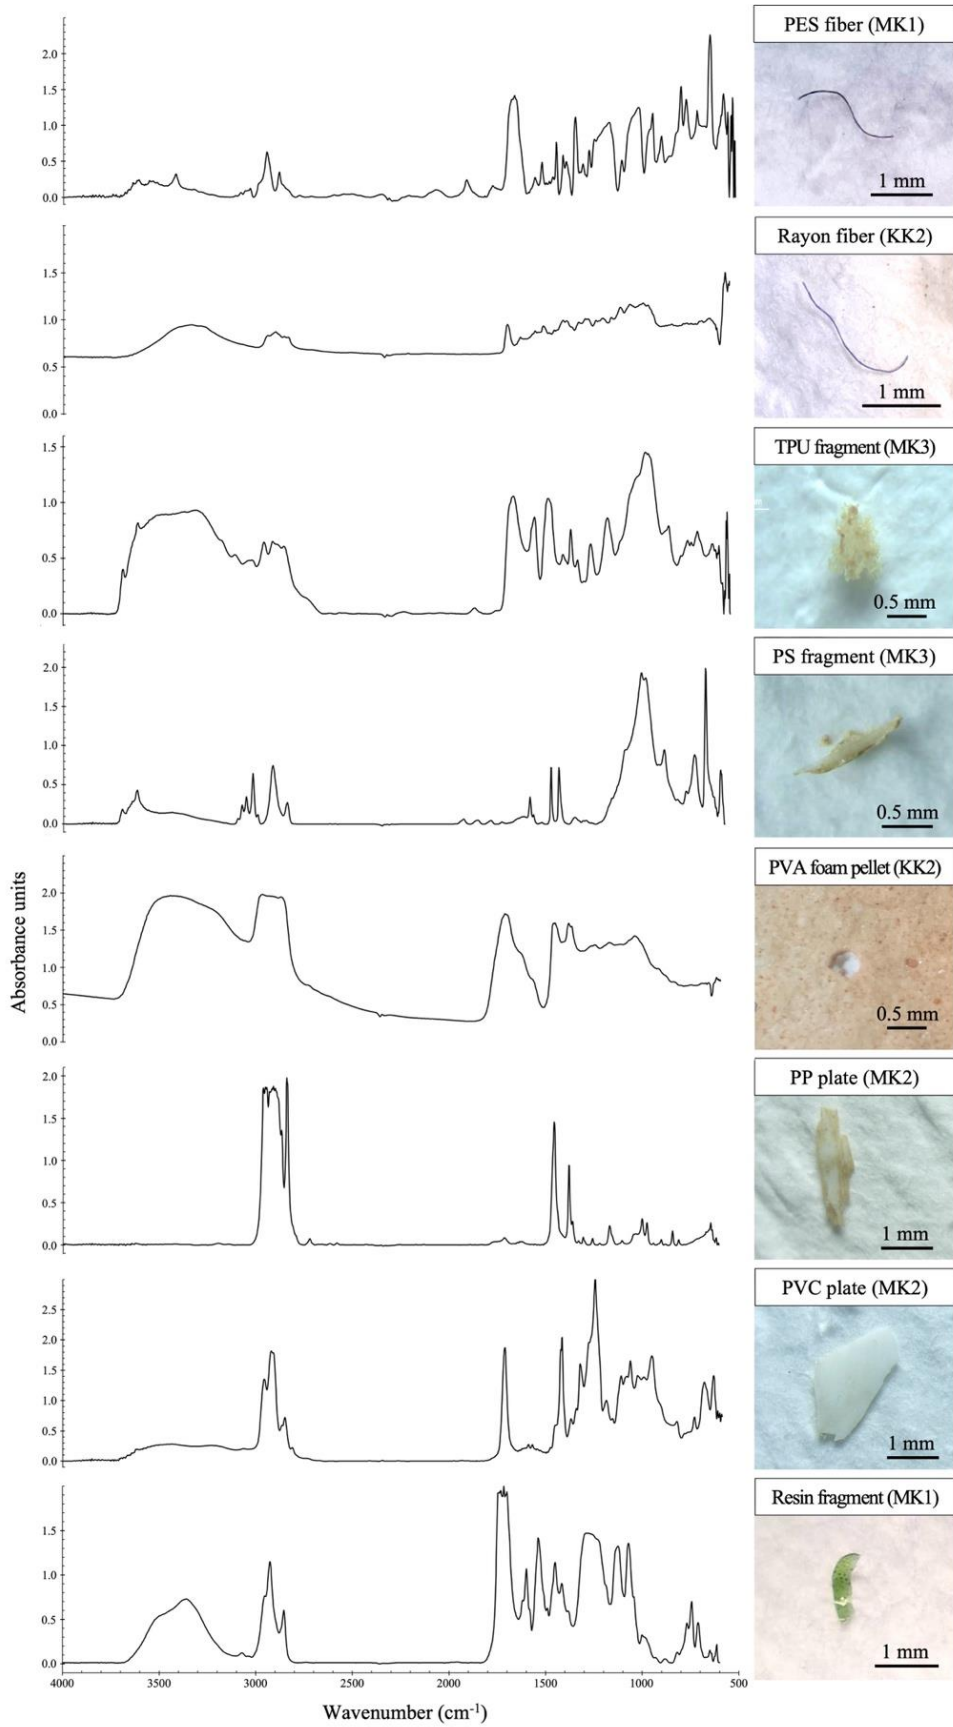 PES fiber (MK1)
2.0
1.5
1.0
0.5
0.0
1 mm
Rayon fiber (KK2)
1.5
1.0
0.5
0.0
1 mm
TPU fragment (MK3)
1.5
1.0
0.5
0.0
0.5 mm
PS fragment (MK3)
2.0
1.5
1.0
0.5
0.0
0.5 mm
PVA foam pellet (KK2)
2.0
1.5
1.0
0.5
0.0
0.5 mm
Absorbance units
PP plate (MK2)
2.0
1.5
1.0
0.5
0.0
1 mm
PVC plate (MK2)
2.5
2.0
1.5
1.0
0.5
0.0
1 mm
Resin fragment (MK1)
1.5
1.0
0.5
0.0
1 mm
4000 3500 3000 2500 2000 1500 1000 500
Wavenumber (cm⁻¹)